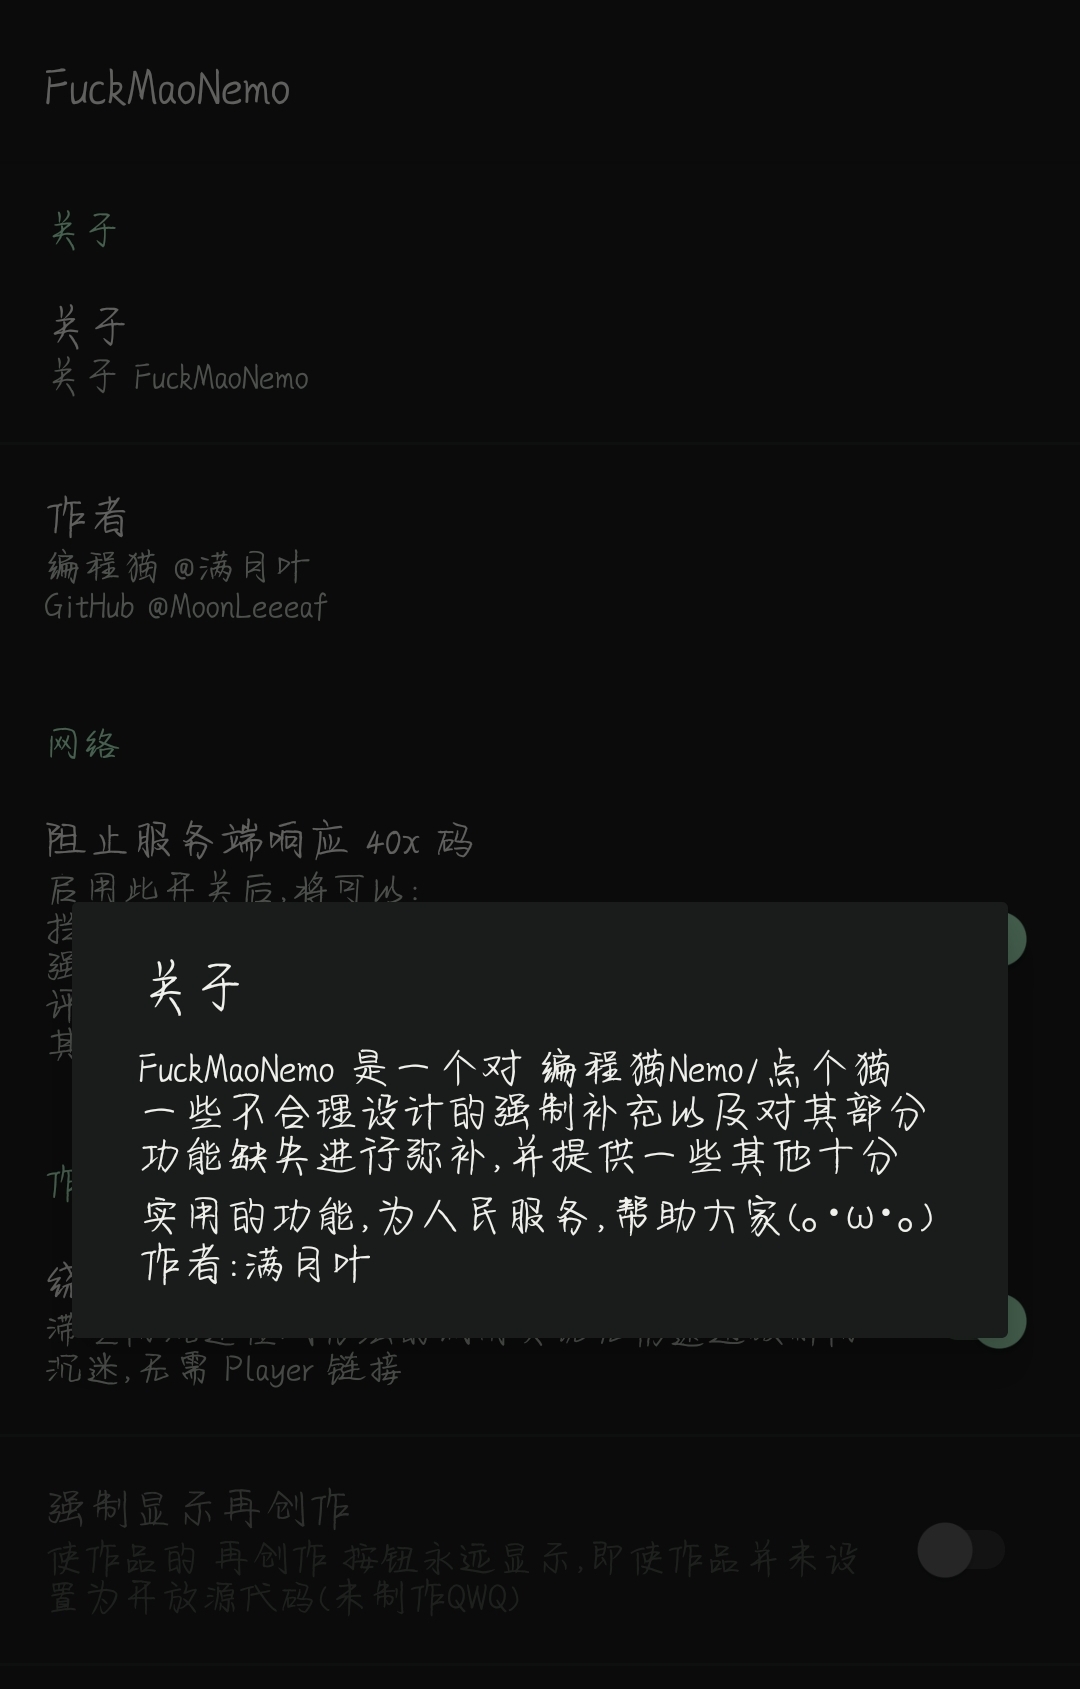 FuckMaoNemo
关于
关于
关于 FuckMaoNemo
作者
编程猫 @满月叶
GitHub @MoonLeeeaf
网络
阻止服务端响应 40x 码
启用此开关后,将可以:
关于
FuckMaoNemo 是一个对 编程猫Nemo/点个猫
一些不合理设计的强制补充以及对其部分
功能缺失进行弥补,并提供一些其他十分
实用的功能,为人民服务,帮助大家(｡•ω•｡)
作者:满月叶
沉迷,无需 Player 链接
强制显示再创作
使作品的 再创作 按钮永远显示,即使作品并未设
置为开放源代码(未制作QWQ)